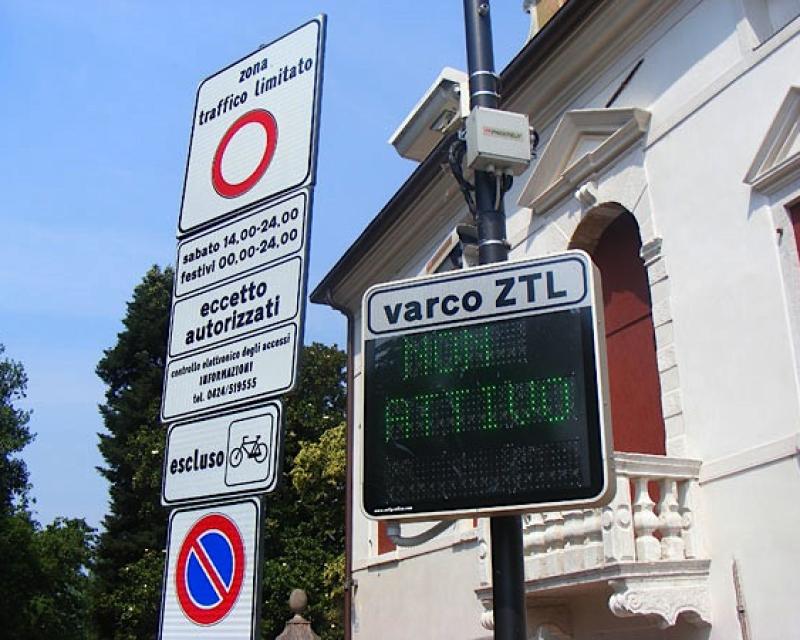 zona
traffico limitato
sabato 14.00-24.00
festivi 00.00-24.00
eccetto
autorizzati
controllo elettronico degli accessi
INFORMAZIONI
tel. 0424/519555
escluso
varco ZTL
NON
ATTIVO